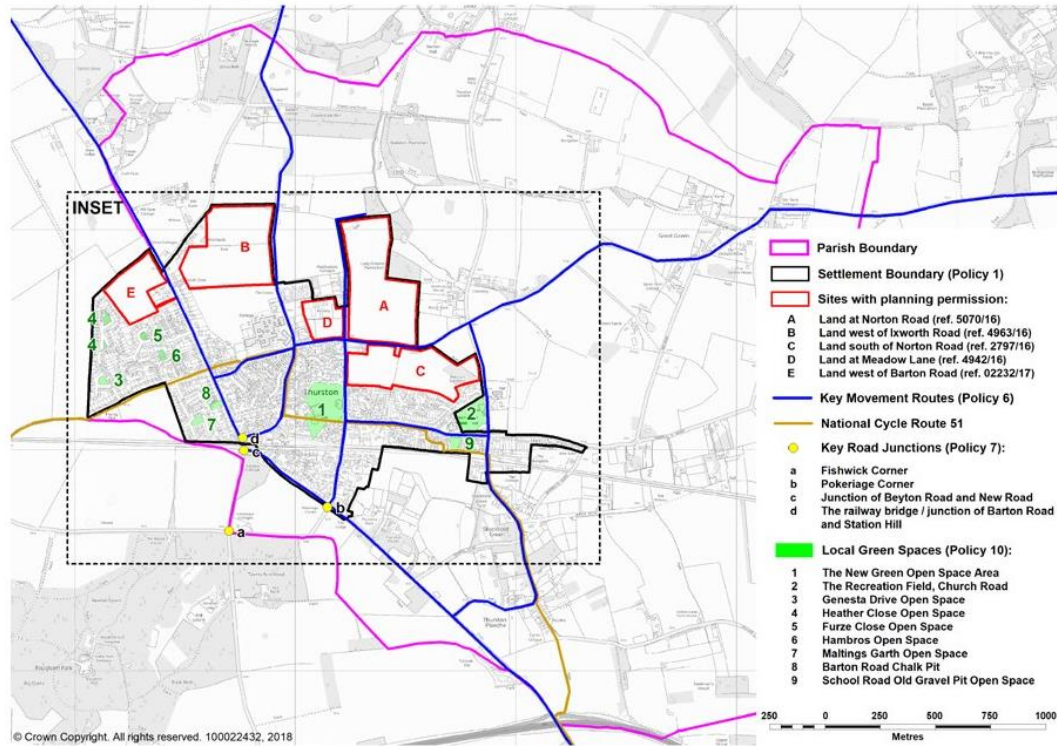 INSET
B
E
A
D
C
4
4
5
6
3
8
7
1
2
9
d
c
b
a
Thurston Planche
Parish Boundary
Settlement Boundary (Policy 1)
Sites with planning permission:
A Land at Norton Road (ref. 5070/16)
B Land west of Ixworth Road (ref. 4963/16)
C Land south of Norton Road (ref. 2797/16)
D Land at Meadow Lane (ref. 4942/16)
E Land west of Barton Road (ref. 02232/17)
Key Movement Routes (Policy 6)
National Cycle Route 51
Key Road Junctions (Policy 7):
a Fishwick Corner
b Pokeriage Corner
c Junction of Beyton Road and New Road
d The railway bridge / junction of Barton Road
and Station Hill
Local Green Spaces (Policy 10):
1 The New Green Open Space Area
2 The Recreation Field, Church Road
3 Genesta Drive Open Space
4 Heather Close Open Space
5 Furze Close Open Space
6 Hambros Open Space
7 Maltings Garth Open Space
8 Barton Road Chalk Pit
9 School Road Old Gravel Pit Open Space
250 0 250 500 750 1000
Metres
© Crown Copyright. All rights reserved. 100022432, 2018